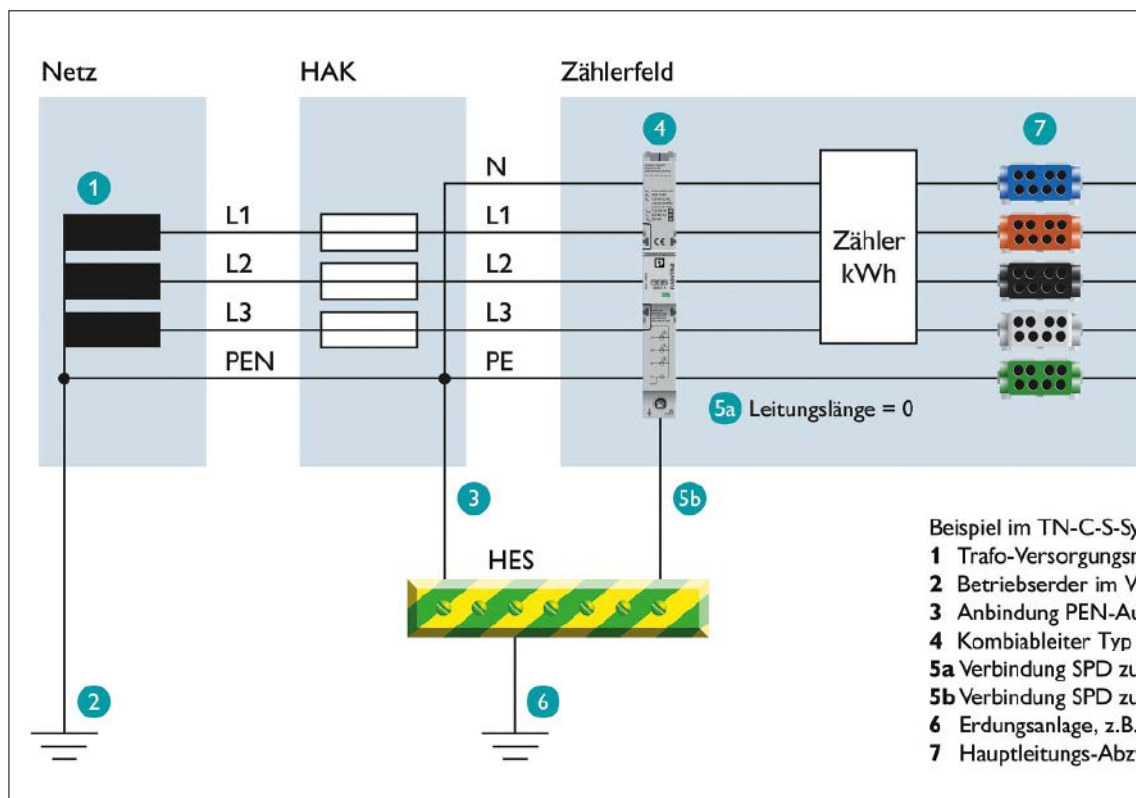 Netz
HAK
Zählerfeld
1
4
7
N
L1
L1
L2
L2
L3
L3
PEN
PE
CE
Zähler
kWh
5a Leitungslänge = 0
3
5b
HES
2
6
Beispiel im TN-C-S-Sy
1 Trafo-Versorgungsn
2 Betriebserder im V
3 Anbindung PEN-Au
4 Kombiableiter Typ
5a Verbindung SPD zu
5b Verbindung SPD zu
6 Erdungsanlage, z.B.
7 Hauptleitungs-Abz